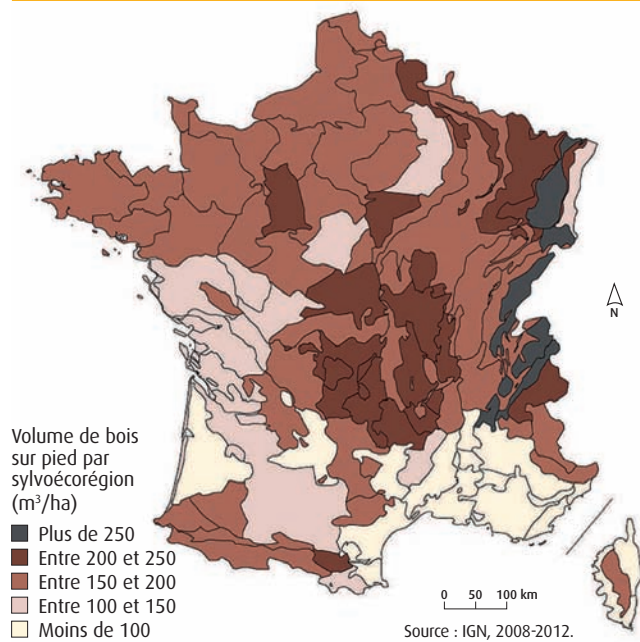 N
Volume de bois
sur pied par
sylvoécorégion
(m³/ha)
Plus de 250
Entre 200 et 250
Entre 150 et 200
Entre 100 et 150
Moins de 100
0 50 100 km
Source : IGN, 2008-2012.